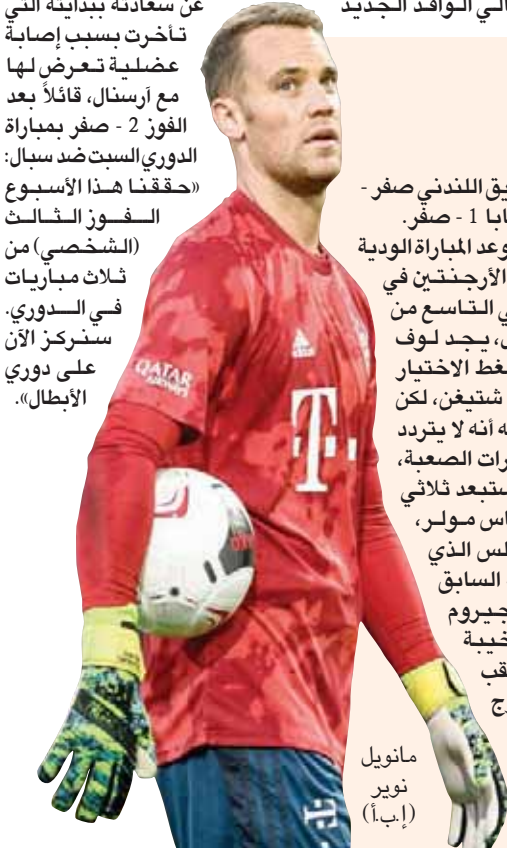 الي الوافد الجديد
يق اللندني صفر -
ابا 1 - صفر.
وعد المباراة الودية
الأرجنتين في
ي التاسع من
، يجد لوف
غط الاختيار
شتيغن، لكن
ه أنه لا يتردد
رات الصعبة،
ستبعد ثلاثي
اس مولر،
لس الذي
السابق
جيروم
خيبة
قب
ج
عن سعادته ببدايته التي
تأخرت بسبب إصابة
عضلية تعرض لها
مع آرسنال، قائلاً بعد
الفوز 2 - صفر بمباراة
الدوري السبت ضد سبال:
«حققنا هذا الأسبوع
الفوز الثالث
(الشخصي) من
ثلاث مباريات
في الدوري.
سنركز الآن
على دوري
الأبطال».
QATAR
AIRWAYS
T
مانويل
نوير
(إ.ب.أ)